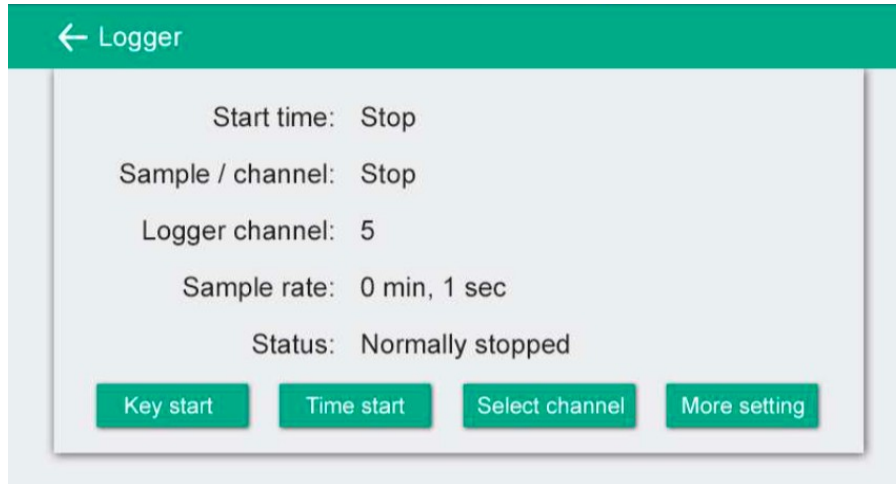 ← Logger
Start time: Stop
Sample / channel: Stop
Logger channel: 5
Sample rate: 0 min, 1 sec
Status: Normally stopped
Key start Time start Select channel More setting